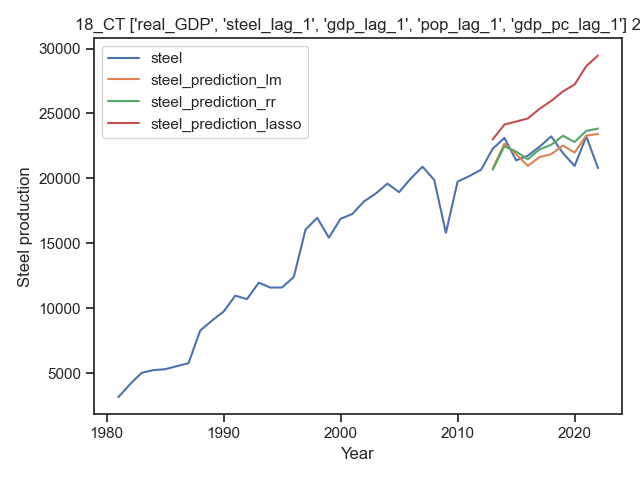 18_CT ['real_GDP', 'steel_lag_1', 'gdp_lag_1', 'pop_lag_1', 'gdp_pc_lag_1'] 2
steel
steel_prediction_lm
steel_prediction_rr
steel_prediction_lasso
30000
25000
20000
15000
10000
5000
Steel production
1980
1990
2000
2010
2020
Year